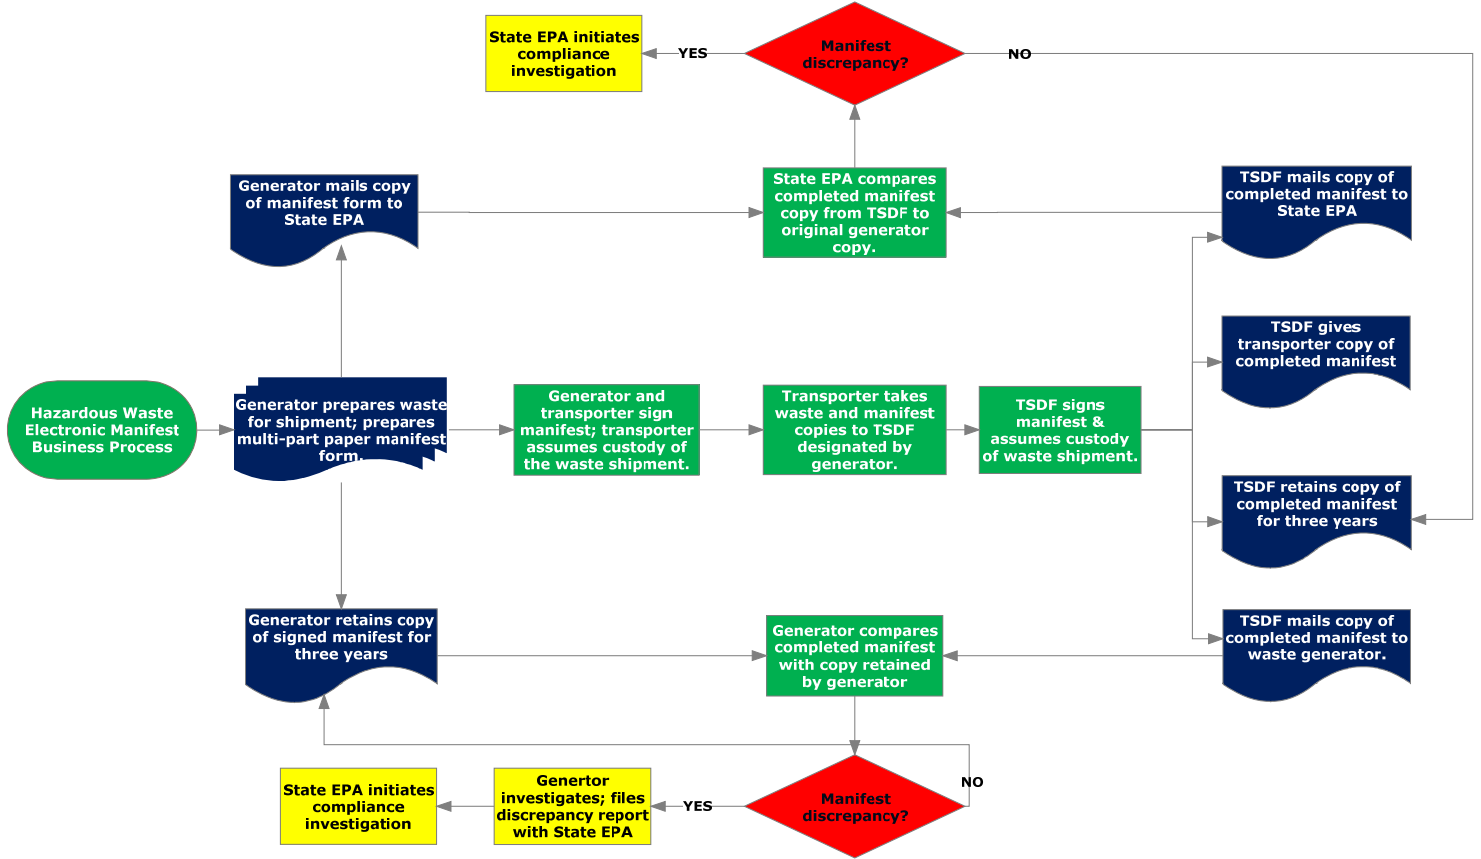 State EPA initiates
compliance
investigation
YES
Manifest
discrepancy?
NO
Generator mails copy
of manifest form to
State EPA
State EPA compares
completed manifest
copy from TSDF to
original generator
copy.
TSDF mails copy of
completed manifest to
State EPA
TSDF gives
transporter copy of
completed manifest
Hazardous Waste
Electronic Manifest
Business Process
Generator prepares waste
for shipment; prepares
multi-part paper manifest
form.
Generator and
transporter sign
manifest; transporter
assumes custody of
the waste shipment.
Transporter takes
waste and manifest
copies to TSDF
designated by
generator.
TSDF signs
manifest &
assumes custody
of waste shipment.
TSDF retains copy of
completed manifest
for three years
Generator retains copy
of signed manifest for
three years
Generator compares
completed manifest
with copy retained
by generator
TSDF mails copy of
completed manifest to
waste generator.
State EPA initiates
compliance
investigation
Genertor
investigates; files
discrepancy report
with State EPA
YES
Manifest
discrepancy?
NO